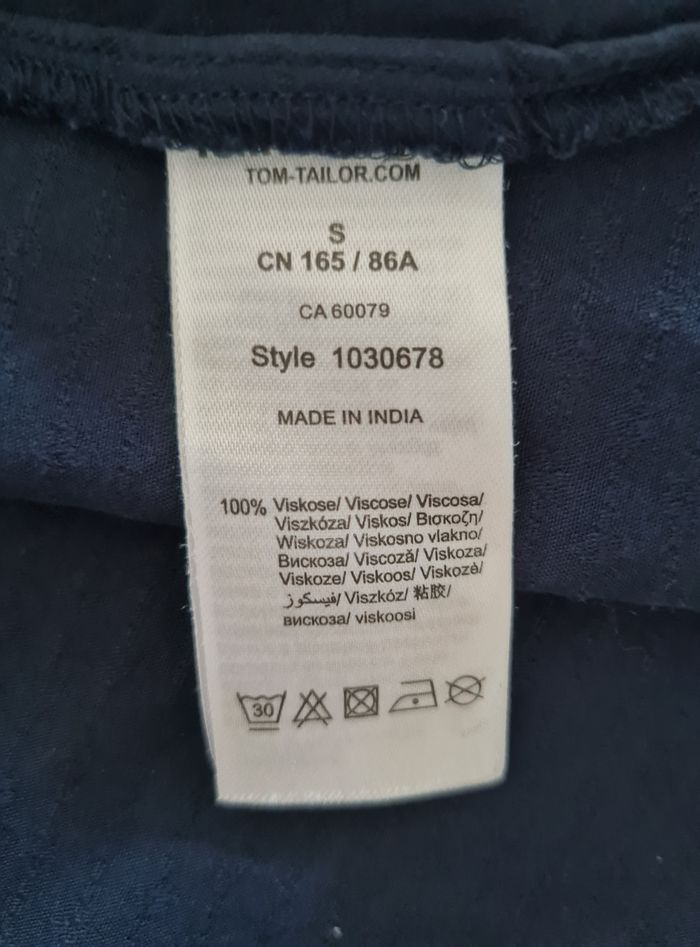 TOM-TAILOR.COM
S
CN 165 / 86A
CA 60079
Style 1030678
MADE IN INDIA
100% Viskose/ Viscose/ Viscosa/
Viszkóza/ Viskos/ Βισκοζη/
Wiskoza/ Viskosno vlakno/
Вискоза/ Viscoză/ Viskoza/
Viskoze/ Viskoos/ Viskozė/
فيسكوز/ Viszkóz/ 粘胶/
вискоза/ viskoosi
30